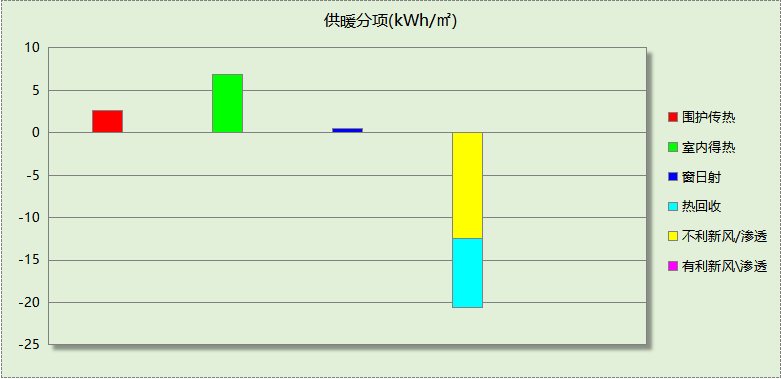 供暖分项(kWh/㎡)
10
5
0
-5
-10
-15
-20
-25
围护传热
室内得热
窗日射
热回收
不利新风/渗透
有利新风\渗透